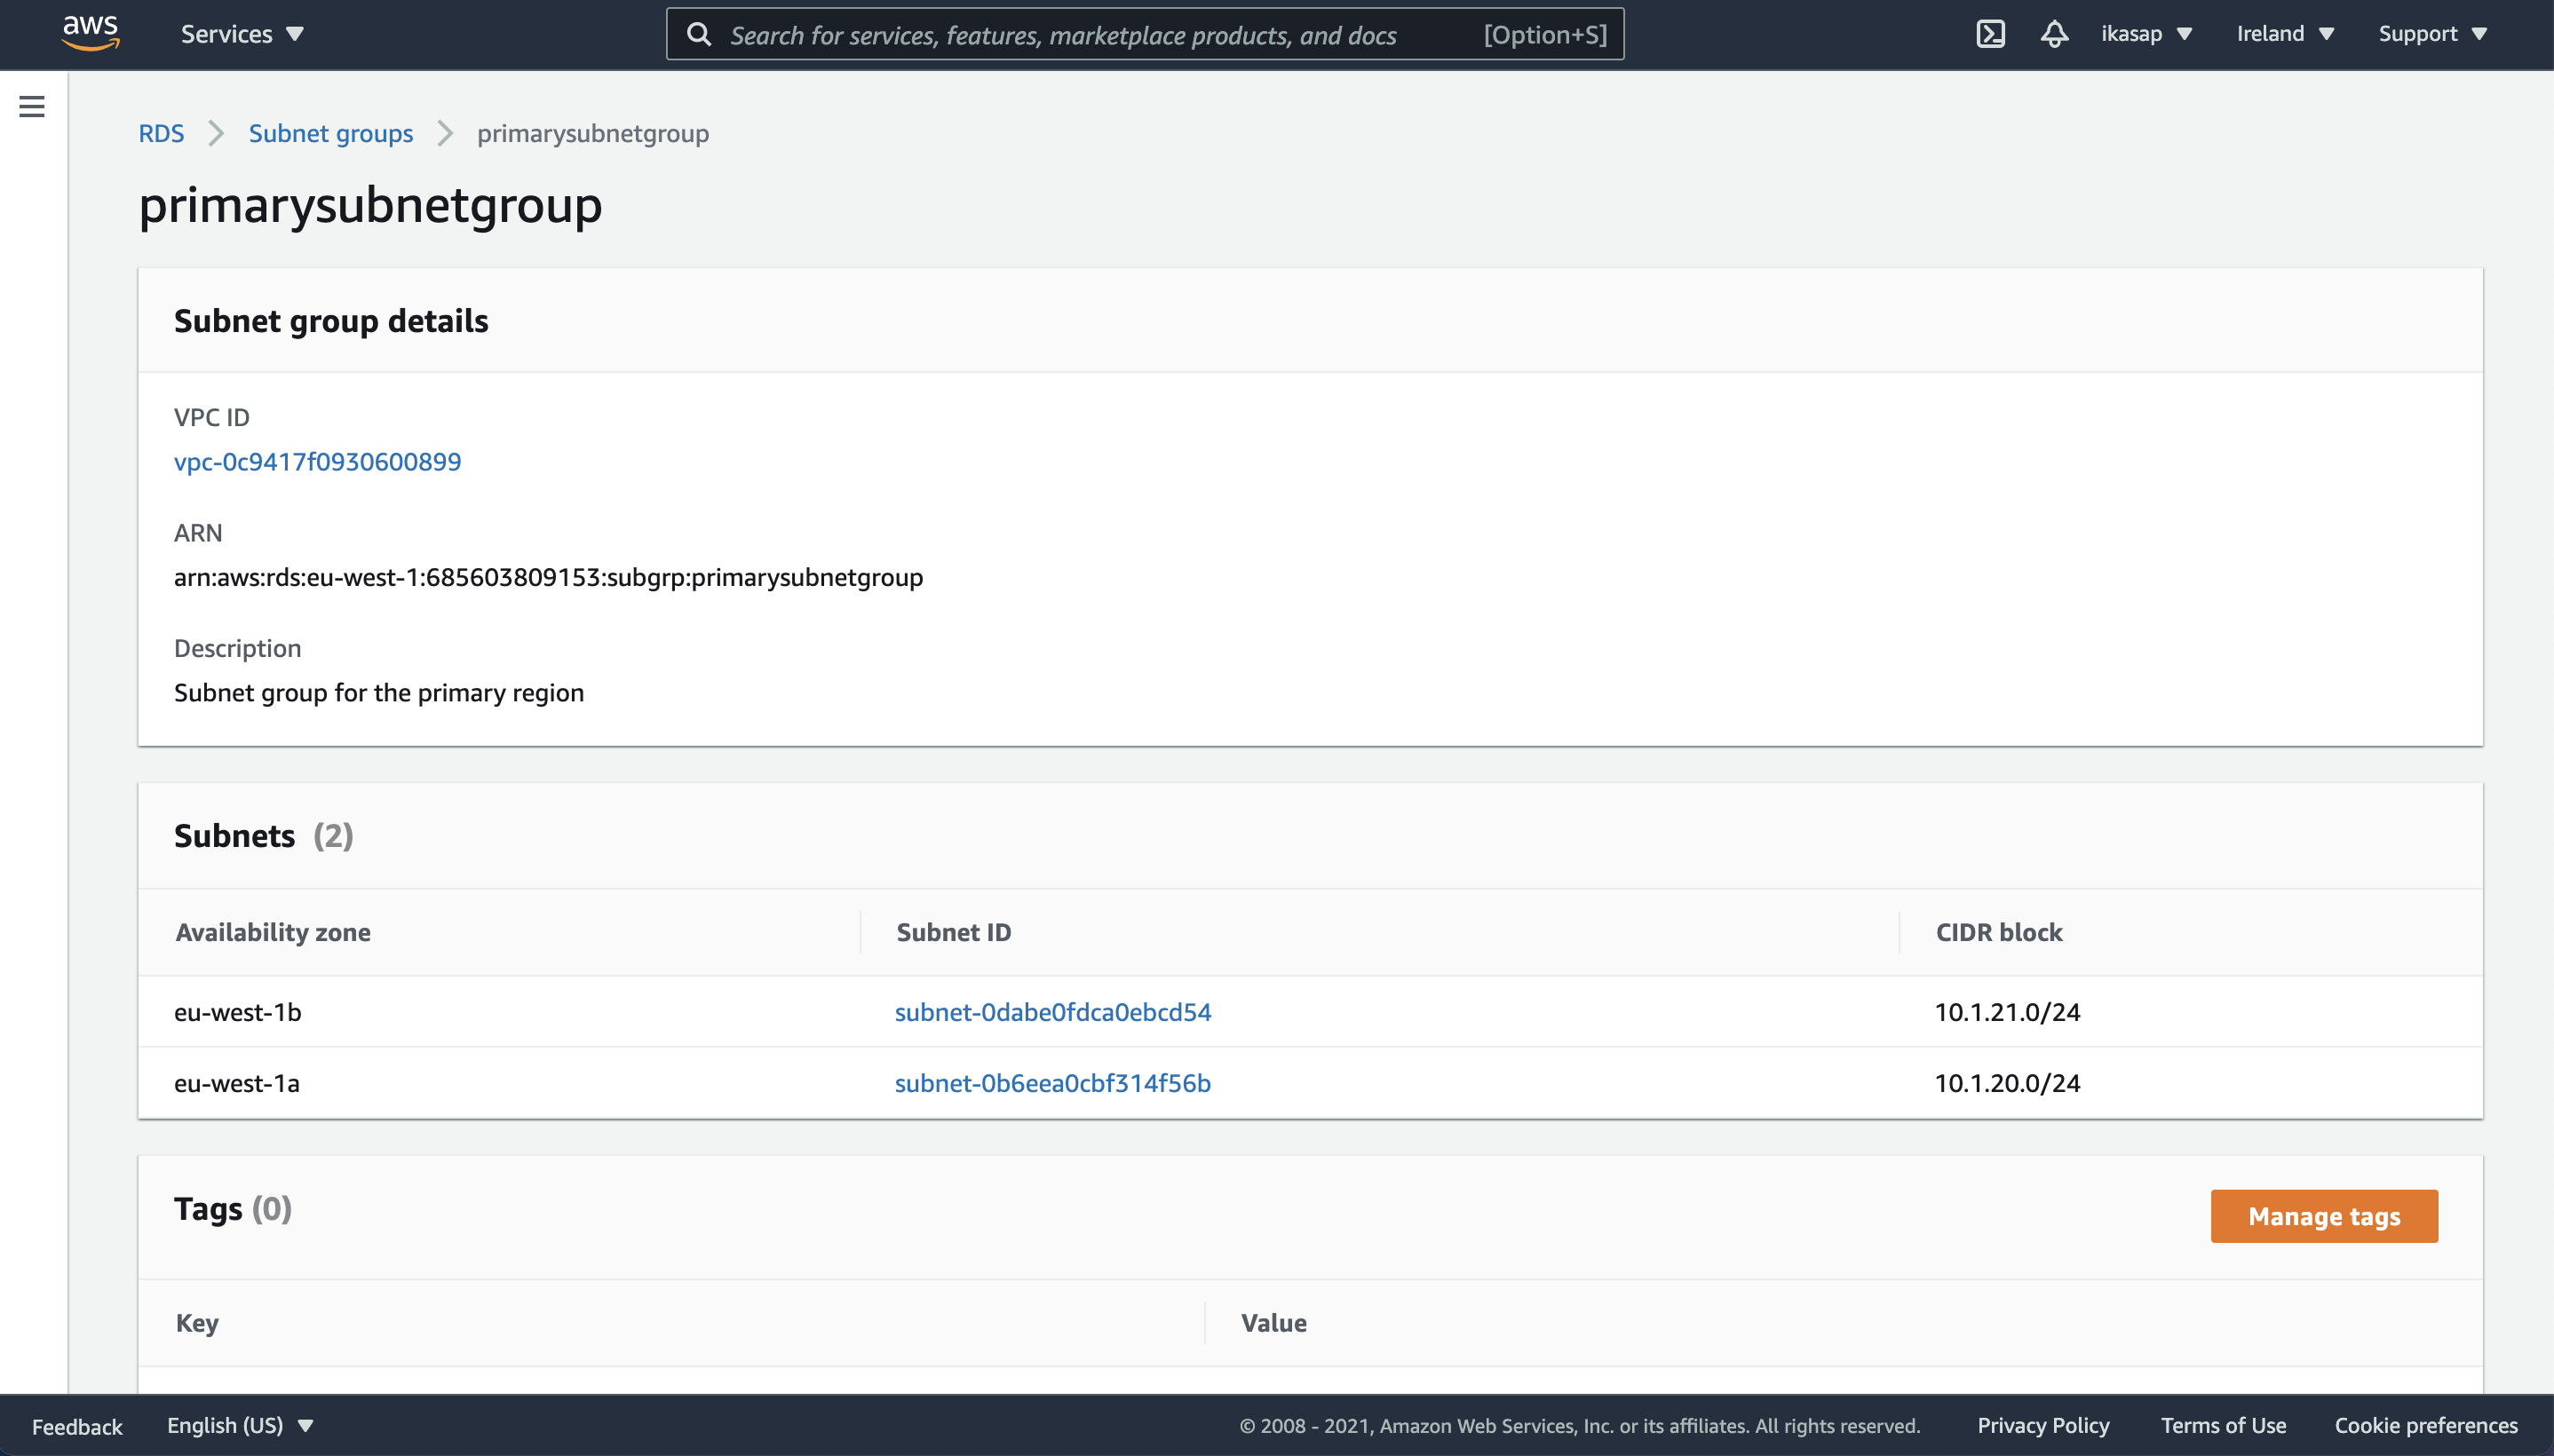 aws Services Search for services, features, marketplace products, and docs [Option+S] ikasap Ireland Support
RDS Subnet groups primarysubnetgroup
primarysubnetgroup
Subnet group details
VPC ID
vpc-0c9417f0930600899
ARN
arn:aws:rds:eu-west-1:685603809153:subgrp:primarysubnetgroup
Description
Subnet group for the primary region
Subnets (2)
Availability zone Subnet ID CIDR block
eu-west-1b subnet-0dabe0fdca0ebcd54 10.1.21.0/24
eu-west-1a subnet-0b6eea0cbf314f56b 10.1.20.0/24
Tags (0) Manage tags
Key Value
Feedback English (US) © 2008 - 2021, Amazon Web Services, Inc. or its affiliates. All rights reserved. Privacy Policy Terms of Use Cookie preferences